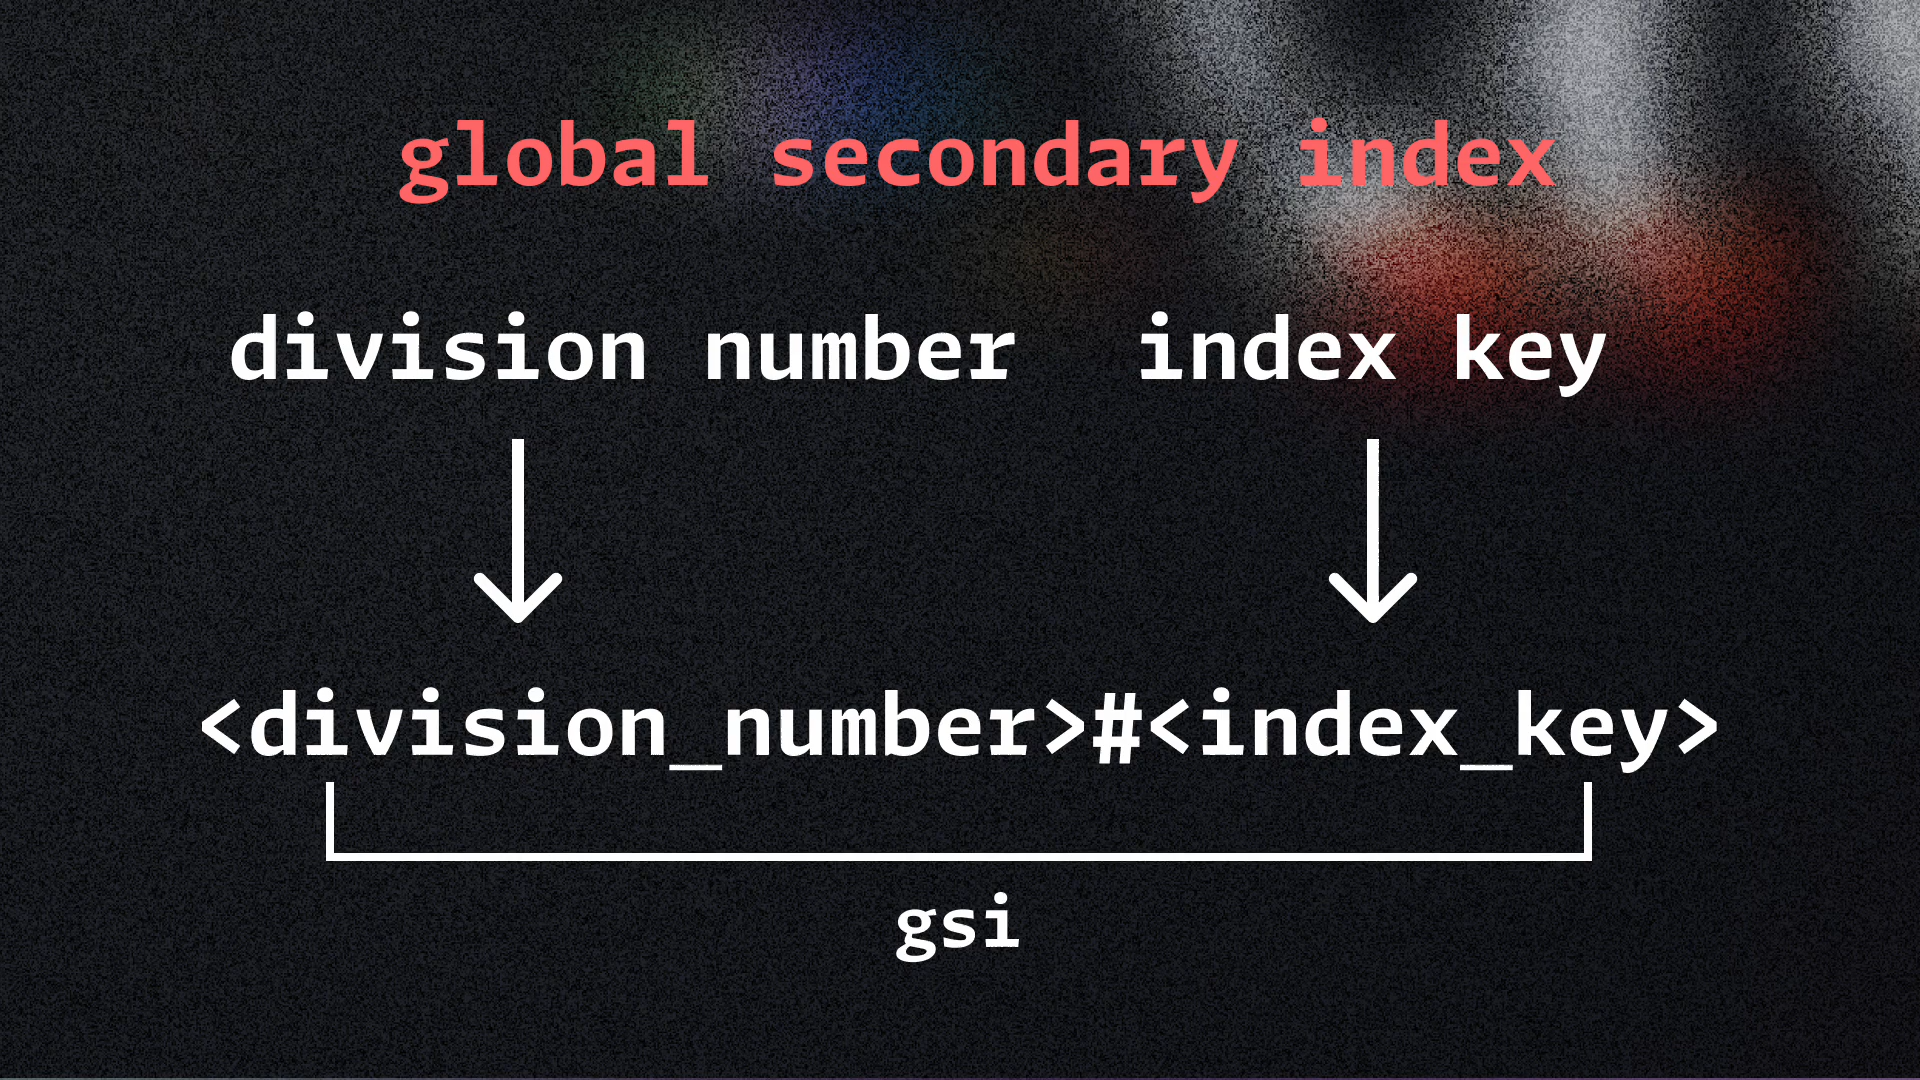 global secondary index
division number index key
<division_number>#<index_key>
gsi